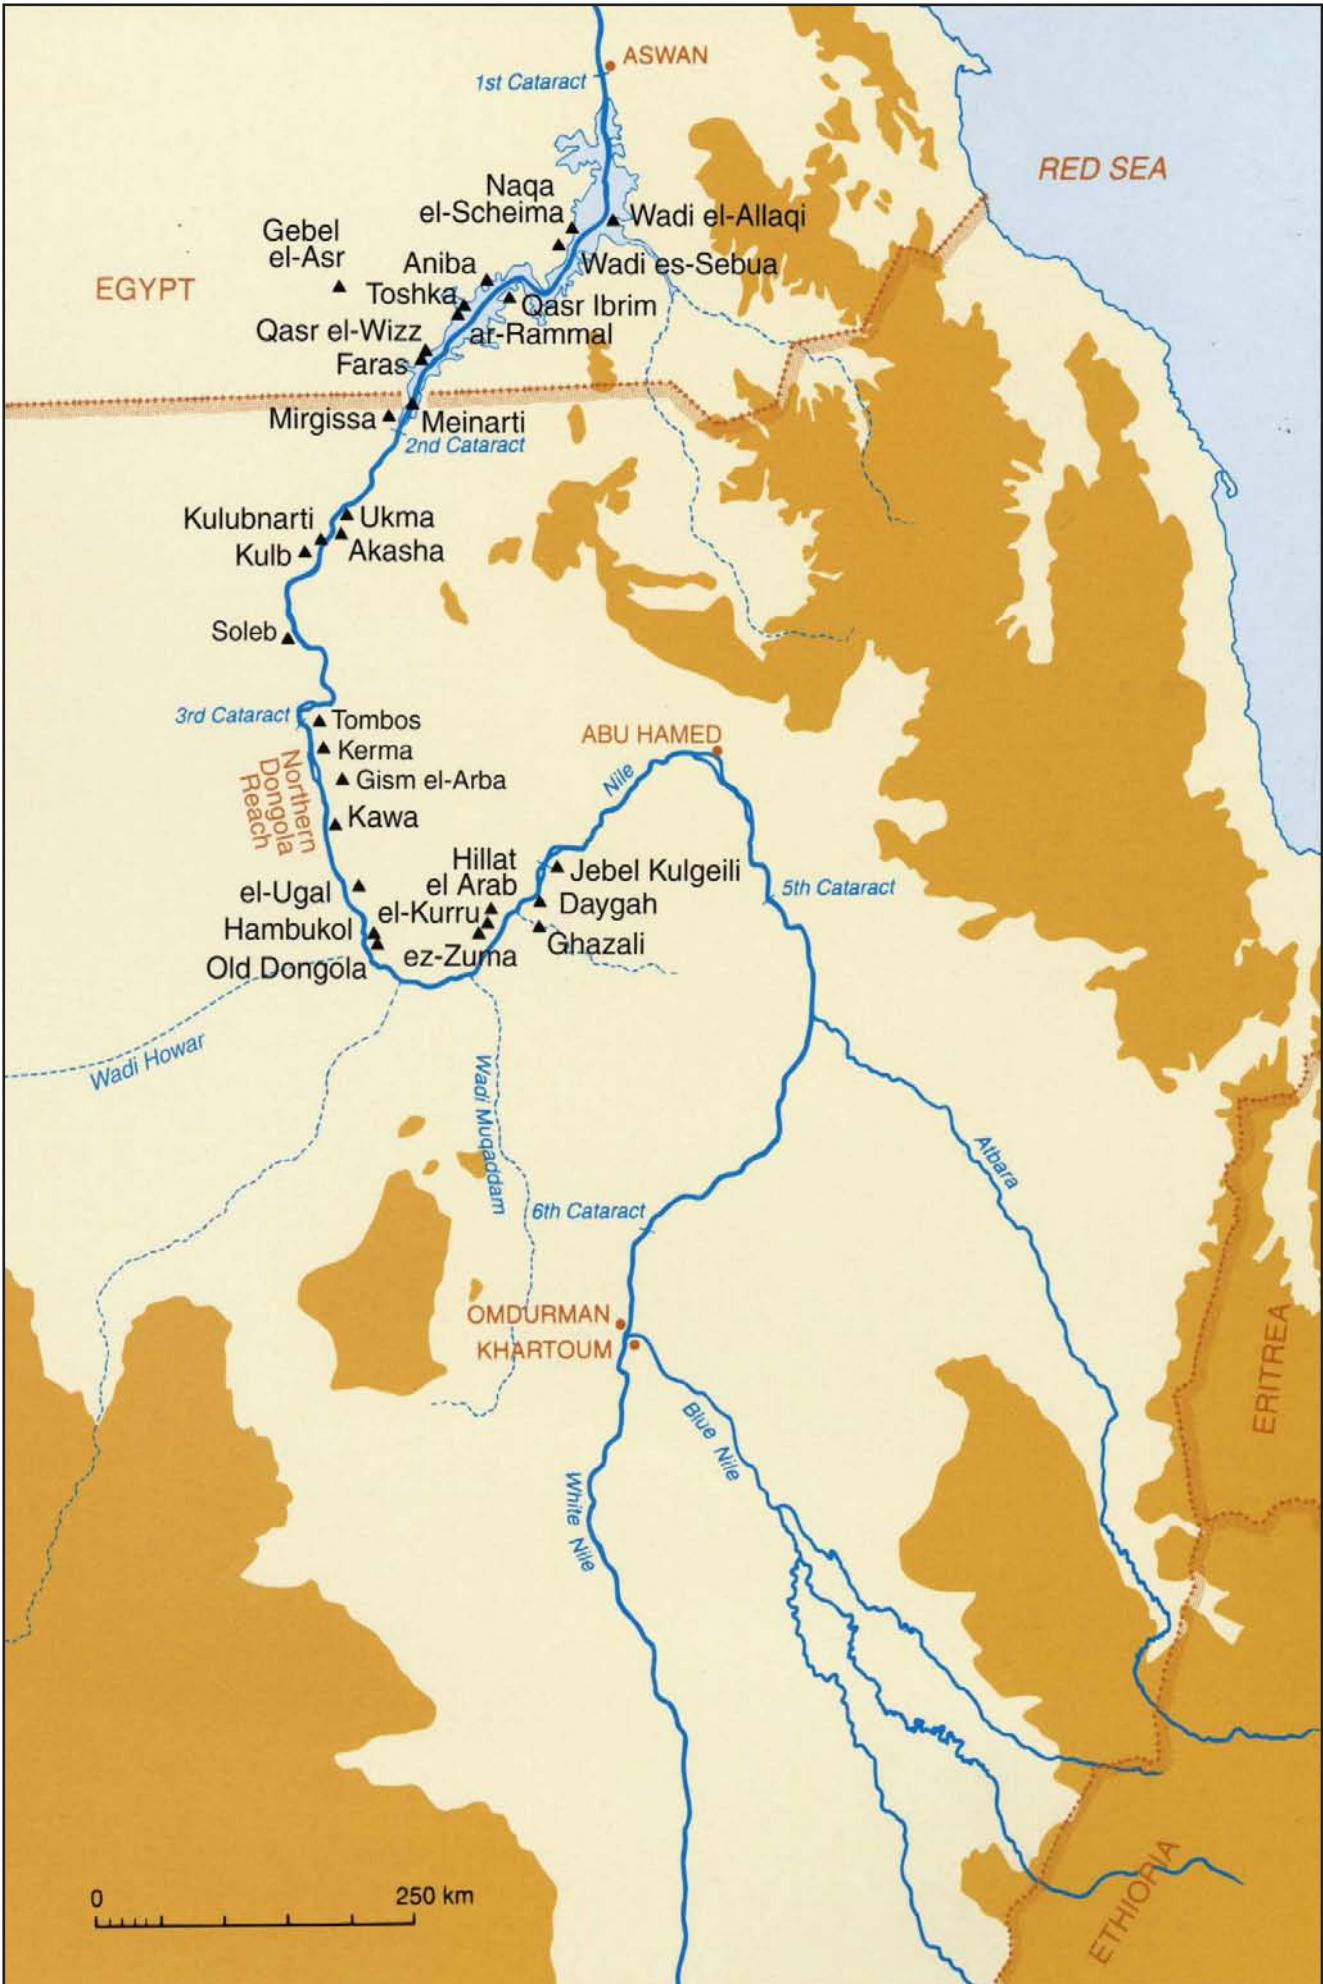 ASWAN
1st Cataract
RED SEA
Naqa
el-Scheima
Wadi el-Allaqi
Gebel
el-Asr
Aniba
Wadi es-Sebua
EGYPT
Toshka
Qasr Ibrim
Qasr el-Wizz
ar-Rammal
Faras
Mirgissa
Meinarti
2nd Cataract
Kulubnarti
Ukma
Kulb
Akasha
Soleb
3rd Cataract
Tombos
ABU HAMED
Kerma
Northern
Dongola
Reach
Gism el-Arba
Nile
Kawa
Hillat
el Arab
Jebel Kulgeili
5th Cataract
el-Ugal
el-Kurru
Daygah
Hambukol
Ghazali
ez-Zuma
Old Dongola
Wadi Howar
Wadi Muqaddam
Atbara
6th Cataract
OMDURMAN
KHARTOUM
ERITREA
Blue Nile
White Nile
ETHIOPIA
0
250 km